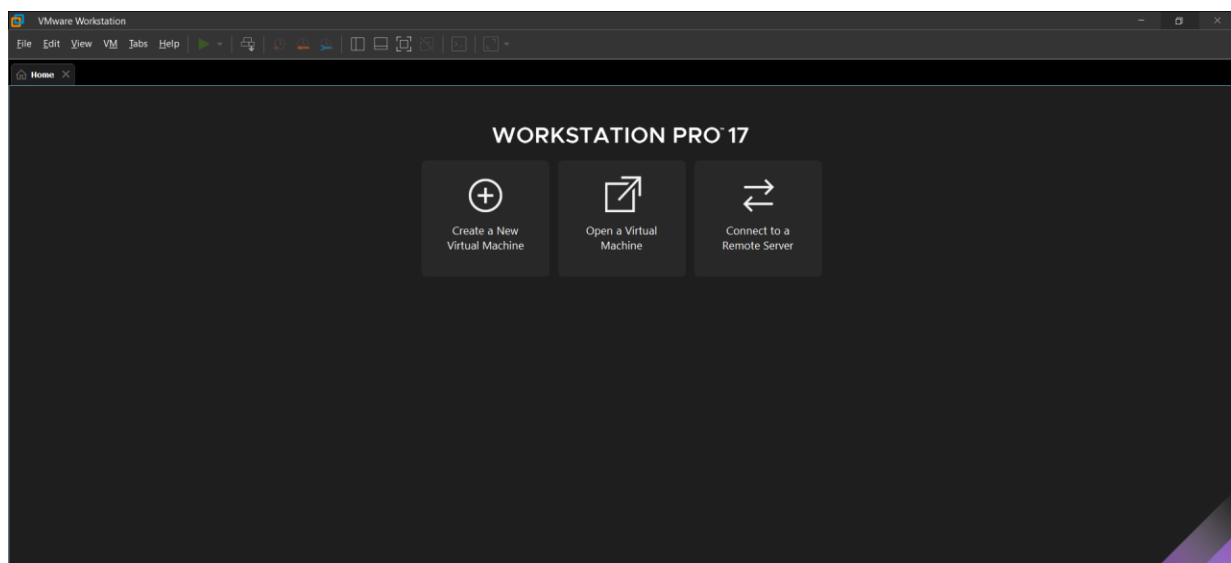 VMware Workstation
File Edit View VM Tabs Help
Home
WORKSTATION PRO™ 17
Create a New
Virtual Machine
Open a Virtual
Machine
Connect to a
Remote Server